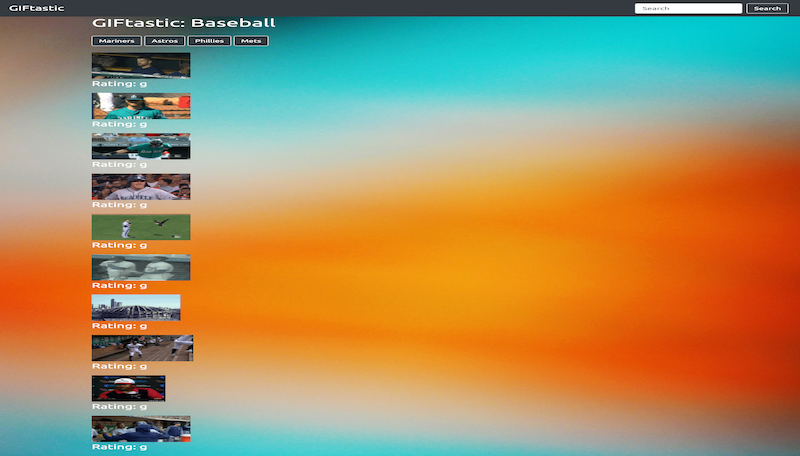 GIFtastic
Search
Search
GIFtastic: Baseball
Mariners
Astros
Phillies
Mets
Rating: g
Rating: g
Rating: g
Rating: g
Rating: g
Rating: g
Rating: g
Rating: g
Rating: g
Rating: g